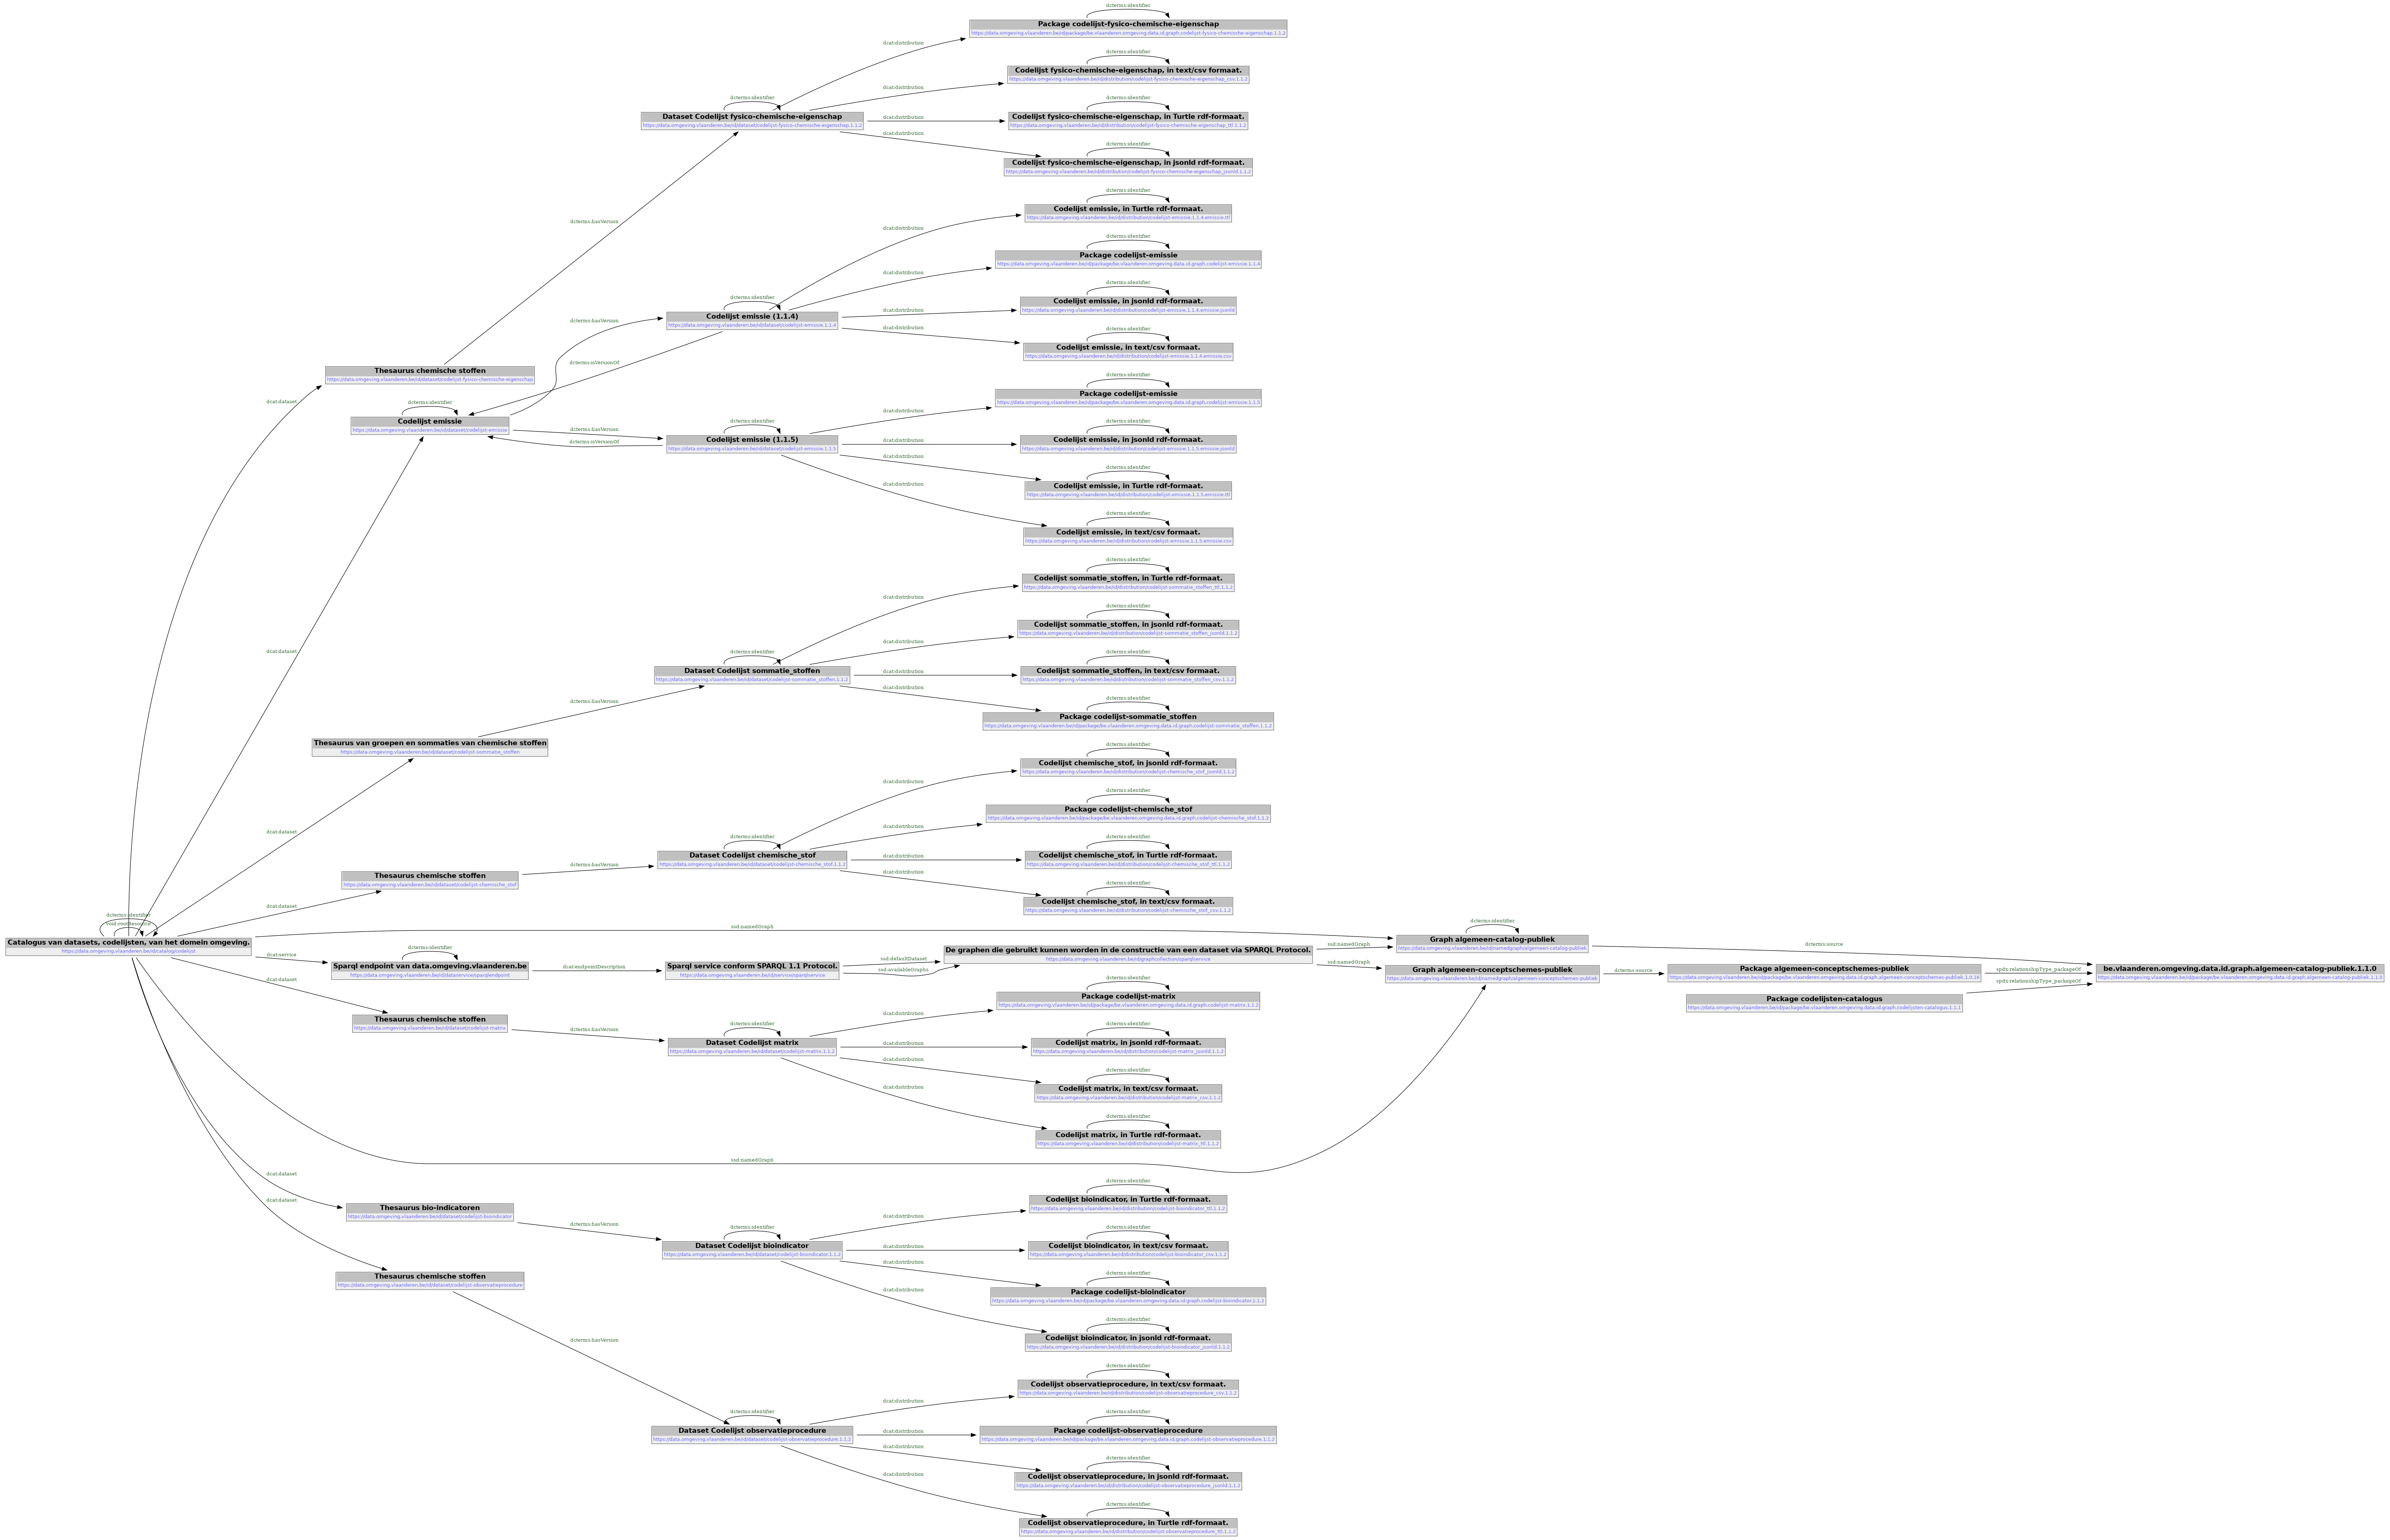 dcterms:identifier
Package codelijst-fysico-chemische-eigenschap
https://data.omgeving.vlaanderen.be/id/package/be.vlaanderen.omgeving.data.id.graph.codelijst-fysico-chemische-eigenschap.1.1.2
dcat:distribution
dcterms:identifier
Codelijst fysico-chemische-eigenschap, in text/csv formaat.
https://data.omgeving.vlaanderen.be/id/distribution/codelijst-fysico-chemische-eigenschap_csv.1.1.2
dcat:distribution
dcterms:identifier
Dataset Codelijst fysico-chemische-eigenschap
https://data.omgeving.vlaanderen.be/id/dataset/codelijst-fysico-chemische-eigenschap.1.1.2
dcat:distribution
dcterms:identifier
Codelijst fysico-chemische-eigenschap, in Turtle rdf-formaat.
https://data.omgeving.vlaanderen.be/id/distribution/codelijst-fysico-chemische-eigenschap_ttl.1.1.2
dcat:distribution
dcterms:identifier
Codelijst fysico-chemische-eigenschap, in jsonld rdf-formaat.
https://data.omgeving.vlaanderen.be/id/distribution/codelijst-fysico-chemische-eigenschap_jsonld.1.1.2
dcterms:hasVersion
dcterms:identifier
Codelijst emissie, in Turtle rdf-formaat.
https://data.omgeving.vlaanderen.be/id/distribution/codelijst-emissie.1.1.4.emissie.ttl
dcat:distribution
dcterms:identifier
Package codelijst-emissie
https://data.omgeving.vlaanderen.be/id/package/be.vlaanderen.omgeving.data.id.graph.codelijst-emissie.1.1.4
dcat:distribution
dcterms:identifier
Codelijst emissie (1.1.4)
https://data.omgeving.vlaanderen.be/id/dataset/codelijst-emissie.1.1.4
dcat:distribution
dcterms:identifier
Codelijst emissie, in jsonld rdf-formaat.
https://data.omgeving.vlaanderen.be/id/distribution/codelijst-emissie.1.1.4.emissie.jsonld
dcterms:hasVersion
dcat:distribution
dcterms:identifier
Codelijst emissie, in text/csv formaat.
https://data.omgeving.vlaanderen.be/id/distribution/codelijst-emissie.1.1.4.emissie.csv
dcterms:isVersionOf
Thesaurus chemische stoffen
https://data.omgeving.vlaanderen.be/id/dataset/codelijst-fysico-chemische-eigenschap
dcat:dataset
dcterms:identifier
Codelijst emissie
https://data.omgeving.vlaanderen.be/id/dataset/codelijst-emissie
dcterms:identifier
Package codelijst-emissie
https://data.omgeving.vlaanderen.be/id/package/be.vlaanderen.omgeving.data.id.graph.codelijst-emissie.1.1.5
dcat:distribution
dcterms:hasVersion
dcterms:isVersionOf
dcterms:identifier
Codelijst emissie (1.1.5)
https://data.omgeving.vlaanderen.be/id/dataset/codelijst-emissie.1.1.5
dcat:distribution
dcterms:identifier
Codelijst emissie, in jsonld rdf-formaat.
https://data.omgeving.vlaanderen.be/id/distribution/codelijst-emissie.1.1.5.emissie.jsonld
dcat:distribution
dcterms:identifier
Codelijst emissie, in Turtle rdf-formaat.
https://data.omgeving.vlaanderen.be/id/distribution/codelijst-emissie.1.1.5.emissie.ttl
dcat:distribution
dcterms:identifier
Codelijst emissie, in text/csv formaat.
https://data.omgeving.vlaanderen.be/id/distribution/codelijst-emissie.1.1.5.emissie.csv
dcterms:identifier
Codelijst sommatie_stoffen, in Turtle rdf-formaat.
https://data.omgeving.vlaanderen.be/id/distribution/codelijst-sommatie_stoffen_ttl.1.1.2
dcat:distribution
dcterms:identifier
Codelijst sommatie_stoffen, in jsonld rdf-formaat.
https://data.omgeving.vlaanderen.be/id/distribution/codelijst-sommatie_stoffen_jsonld.1.1.2
dcat:distribution
dcat:dataset
dcterms:identifier
Dataset Codelijst sommatie_stoffen
https://data.omgeving.vlaanderen.be/id/dataset/codelijst-sommatie_stoffen.1.1.2
dcat:distribution
dcterms:identifier
Codelijst sommatie_stoffen, in text/csv formaat.
https://data.omgeving.vlaanderen.be/id/distribution/codelijst-sommatie_stoffen_csv.1.1.2
dcterms:hasVersion
dcat:distribution
dcterms:identifier
Package codelijst-sommatie_stoffen
https://data.omgeving.vlaanderen.be/id/package/be.vlaanderen.omgeving.data.id.graph.codelijst-sommatie_stoffen.1.1.2
Thesaurus van groepen en sommaties van chemische stoffen
https://data.omgeving.vlaanderen.be/id/dataset/codelijst-sommatie_stoffen
dcterms:identifier
Codelijst chemische_stof, in jsonld rdf-formaat.
https://data.omgeving.vlaanderen.be/id/distribution/codelijst-chemische_stof_jsonld.1.1.2
dcat:distribution
dcterms:identifier
Package codelijst-chemische_stof
https://data.omgeving.vlaanderen.be/id/package/be.vlaanderen.omgeving.data.id.graph.codelijst-chemische_stof.1.1.2
dcat:distribution
dcat:dataset
dcterms:identifier
Dataset Codelijst chemische_stof
https://data.omgeving.vlaanderen.be/id/dataset/codelijst-chemische_stof.1.1.2
dcat:distribution
dcterms:identifier
Codelijst chemische_stof, in Turtle rdf-formaat.
https://data.omgeving.vlaanderen.be/id/distribution/codelijst-chemische_stof_ttl.1.1.2
dcterms:hasVersion
Thesaurus chemische stoffen
https://data.omgeving.vlaanderen.be/id/dataset/codelijst-chemische_stof
dcat:distribution
dcterms:identifier
Codelijst chemische_stof, in text/csv formaat.
https://data.omgeving.vlaanderen.be/id/distribution/codelijst-chemische_stof_csv.1.1.2
dcat:dataset
dcterms:identifier
Catalogus van datasets, codelijsten, van het domein omgeving.
https://data.omgeving.vlaanderen.be/id/catalog/codelijst
ssd:namedGraph
dcterms:identifier
Graph algemeen-catalog-publiek
https://data.omgeving.vlaanderen.be/id/namedgraph/algemeen-catalog-publiek
dcterms:source
dcat:service
dcterms:identifier
Sparql endpoint van data.omgeving.vlaanderen.be
https://data.omgeving.vlaanderen.be/id/dataservice/sparql/endpoint
dcat:endpointDescription
Sparql service conform SPARQL 1.1 Protocol.
https://data.omgeving.vlaanderen.be/id/service/sparqlservice
ssd:defaultDataset
ssd:availableGraphs
De graphen die gebruikt kunnen worden in de constructie van een dataset via SPARQL Protocol.
https://data.omgeving.vlaanderen.be/id/graphcollection/sparqlservice
ssd:namedGraph
ssd:namedGraph
Graph algemeen-conceptschemes-publiek
https://data.omgeving.vlaanderen.be/id/namedgraph/algemeen-conceptschemes-publiek
dcterms:source
Package algemeen-conceptschemes-publiek
https://data.omgeving.vlaanderen.be/id/package/be.vlaanderen.omgeving.data.id.graph.algemeen-conceptschemes-publiek.1.0.16
spdx:relationshipType_packageOf
be.vlaanderen.omgeving.data.id.graph.algemeen-catalog-publiek.1.1.0
https://data.omgeving.vlaanderen.be/id/package/be.vlaanderen.omgeving.data.id.graph.algemeen-catalog-publiek.1.1.0
spdx:relationshipType_packageOf
Package codelijsten-catalogus
https://data.omgeving.vlaanderen.be/id/package/be.vlaanderen.omgeving.data.id.graph.codelijsten-catalogus.1.1.1
dcat:dataset
dcterms:identifier
Package codelijst-matrix
https://data.omgeving.vlaanderen.be/id/package/be.vlaanderen.omgeving.data.id.graph.codelijst-matrix.1.1.2
dcat:distribution
Thesaurus chemische stoffen
https://data.omgeving.vlaanderen.be/id/dataset/codelijst-matrix
dcterms:hasVersion
dcterms:identifier
Dataset Codelijst matrix
https://data.omgeving.vlaanderen.be/id/dataset/codelijst-matrix.1.1.2
dcat:distribution
dcterms:identifier
Codelijst matrix, in jsonld rdf-formaat.
https://data.omgeving.vlaanderen.be/id/distribution/codelijst-matrix_jsonld.1.1.2
dcat:distribution
dcterms:identifier
Codelijst matrix, in text/csv formaat.
https://data.omgeving.vlaanderen.be/id/distribution/codelijst-matrix_csv.1.1.2
dcat:distribution
dcterms:identifier
Codelijst matrix, in Turtle rdf-formaat.
https://data.omgeving.vlaanderen.be/id/distribution/codelijst-matrix_ttl.1.1.2
ssd:namedGraph
dcat:dataset
dcterms:identifier
Codelijst bioindicator, in Turtle rdf-formaat.
https://data.omgeving.vlaanderen.be/id/distribution/codelijst-bioindicator_ttl.1.1.2
dcat:dataset
Thesaurus bio-indicatoren
https://data.omgeving.vlaanderen.be/id/dataset/codelijst-bioindicator
dcterms:hasVersion
dcat:distribution
dcterms:identifier
Dataset Codelijst bioindicator
https://data.omgeving.vlaanderen.be/id/dataset/codelijst-bioindicator.1.1.2
dcat:distribution
dcterms:identifier
Codelijst bioindicator, in text/csv formaat.
https://data.omgeving.vlaanderen.be/id/distribution/codelijst-bioindicator_csv.1.1.2
dcat:distribution
dcterms:identifier
Package codelijst-bioindicator
https://data.omgeving.vlaanderen.be/id/package/be.vlaanderen.omgeving.data.id.graph.codelijst-bioindicator.1.1.2
dcat:distribution
dcterms:identifier
Codelijst bioindicator, in jsonld rdf-formaat.
https://data.omgeving.vlaanderen.be/id/distribution/codelijst-bioindicator_jsonld.1.1.2
Thesaurus chemische stoffen
https://data.omgeving.vlaanderen.be/id/dataset/codelijst-observatieprocedure
dcterms:hasVersion
dcterms:identifier
Codelijst observatieprocedure, in text/csv formaat.
https://data.omgeving.vlaanderen.be/id/distribution/codelijst-observatieprocedure_csv.1.1.2
dcat:distribution
dcterms:identifier
Dataset Codelijst observatieprocedure
https://data.omgeving.vlaanderen.be/id/dataset/codelijst-observatieprocedure.1.1.2
dcat:distribution
dcterms:identifier
Package codelijst-observatieprocedure
https://data.omgeving.vlaanderen.be/id/package/be.vlaanderen.omgeving.data.id.graph.codelijst-observatieprocedure.1.1.2
dcat:distribution
dcterms:identifier
Codelijst observatieprocedure, in jsonld rdf-formaat.
https://data.omgeving.vlaanderen.be/id/distribution/codelijst-observatieprocedure_jsonld.1.1.2
dcat:distribution
dcterms:identifier
Codelijst observatieprocedure, in Turtle rdf-formaat.
https://data.omgeving.vlaanderen.be/id/distribution/codelijst-observatieprocedure_ttl.1.1.2